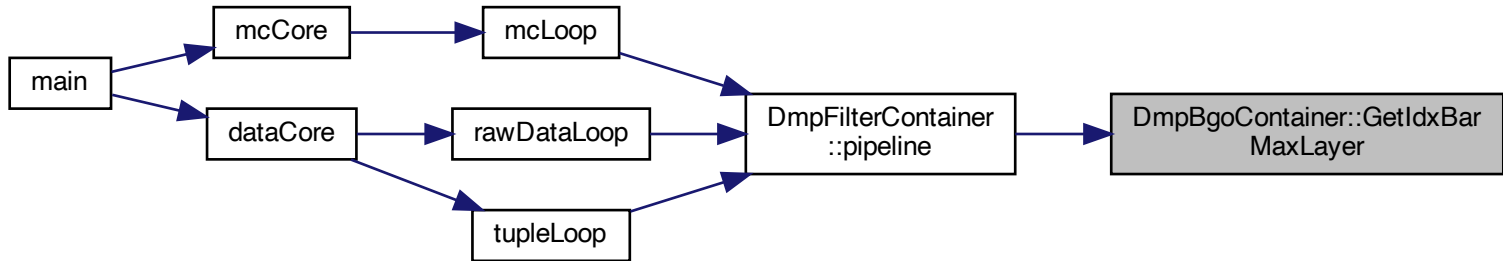 main
mcCore
dataCore
mcLoop
rawDataLoop
tupleLoop
DmpFilterContainer
::pipeline
DmpBgoContainer::GetIdxBar
MaxLayer